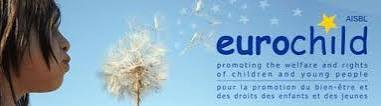 AISBL
eurochild
promoting the welfare and rights
of children and young people
pour la promotion du bien-être et
des droits des enfants et des jeunes